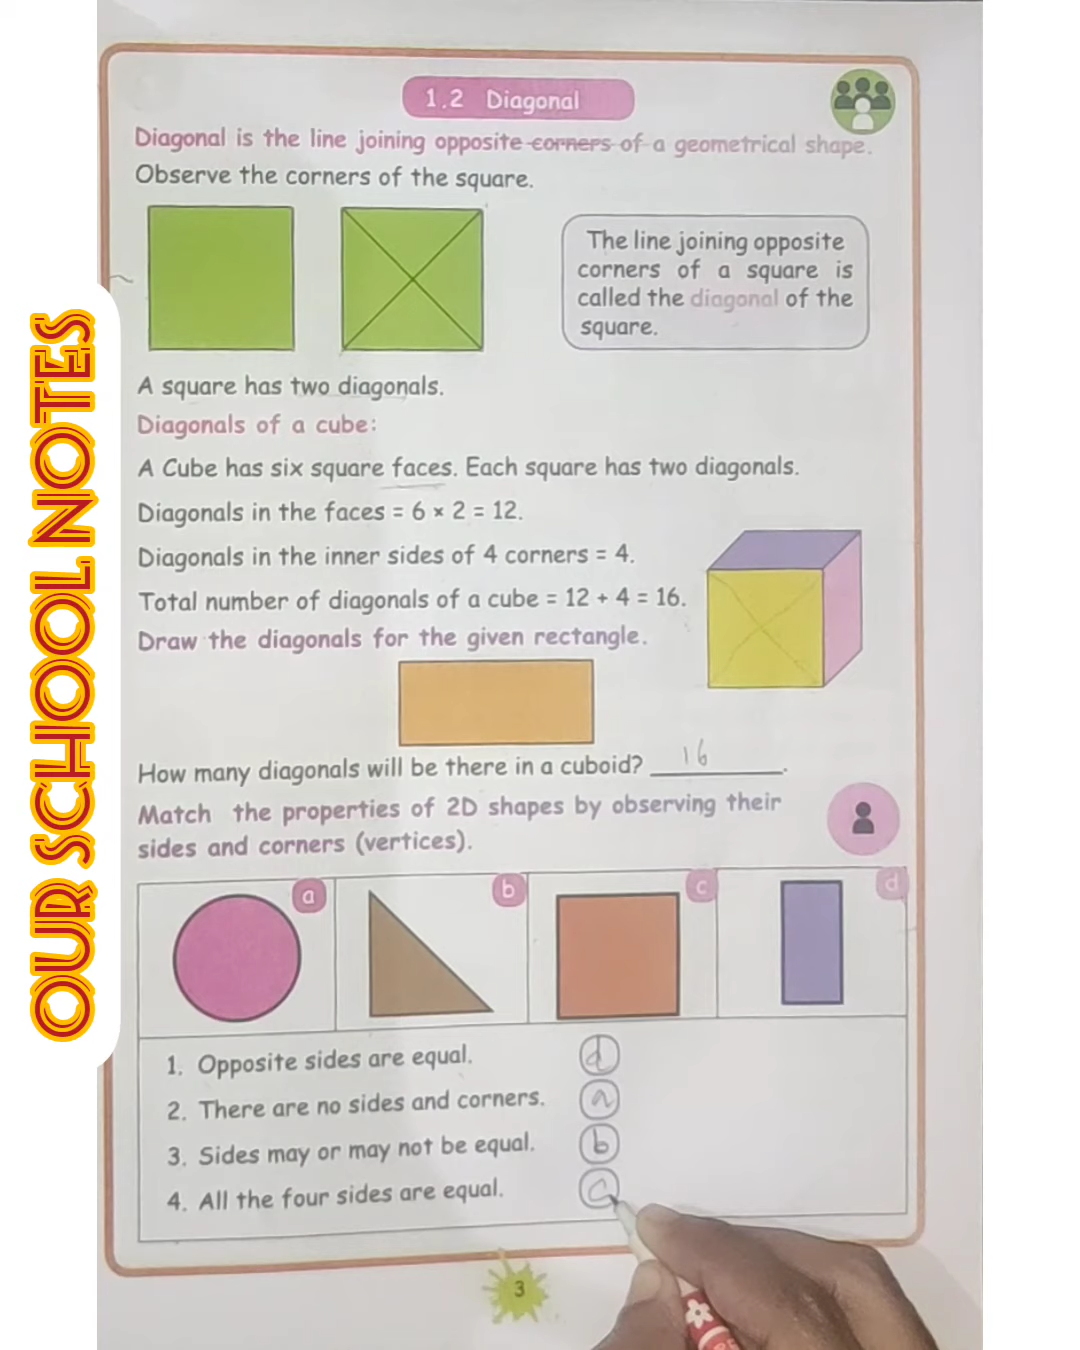 OUR SCHOOL NOTES
1.2 Diagonal
Diagonal is the line joining opposite corners of a geometrical shape.
Observe the corners of the square.
The line joining opposite
corners of a square is
called the diagonal of the
square.
A square has two diagonals.
Diagonals of a cube:
A Cube has six square faces. Each square has two diagonals.
Diagonals in the faces = 6 × 2 = 12.
Diagonals in the inner sides of 4 corners = 4.
Total number of diagonals of a cube = 12 + 4 = 16.
Draw the diagonals for the given rectangle.
How many diagonals will be there in a cuboid? 16.
Match the properties of 2D shapes by observing their
sides and corners (vertices).
a b c d
1. Opposite sides are equal. d
2. There are no sides and corners. a
3. Sides may or may not be equal. b
4. All the four sides are equal. c
3